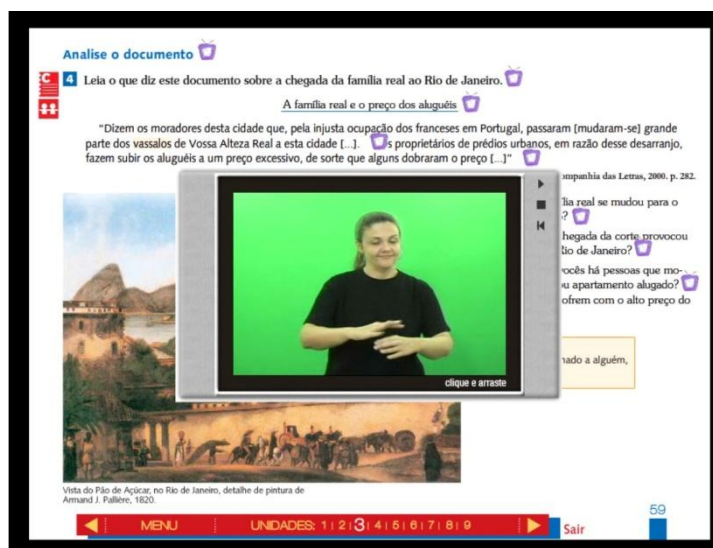 Analise o documento
4 Leia o que diz este documento sobre a chegada da família real ao Rio de Janeiro.
A família real e o preço dos aluguéis
“Dizem os moradores desta cidade que, pela injusta ocupação dos franceses em Portugal, passaram [mudaram-se] grande
parte dos vassalos de Vossa Alteza Real a esta cidade [...]. s proprietários de prédios urbanos, em razão desse desarranjo,
fazem subir os aluguéis a um preço excessivo, de sorte que alguns dobraram o preço [...]”
ompanhia das Letras, 2000. p. 282.
lia real se mudou para o
?
hegada da corte provocou
Rio de Janeiro?
vocês há pessoas que mo-
u apartamento alugado?
ofrem com o alto preço do
nado a alguém,
clique e arraste
Vista do Pão de Açúcar, no Rio de Janeiro, detalhe de pintura de
Armand J. Pallière, 1820.
59
MENU UNIDADES: 1 | 2 | 3 | 4 | 5 | 6 | 7 | 8 | 9 Sair